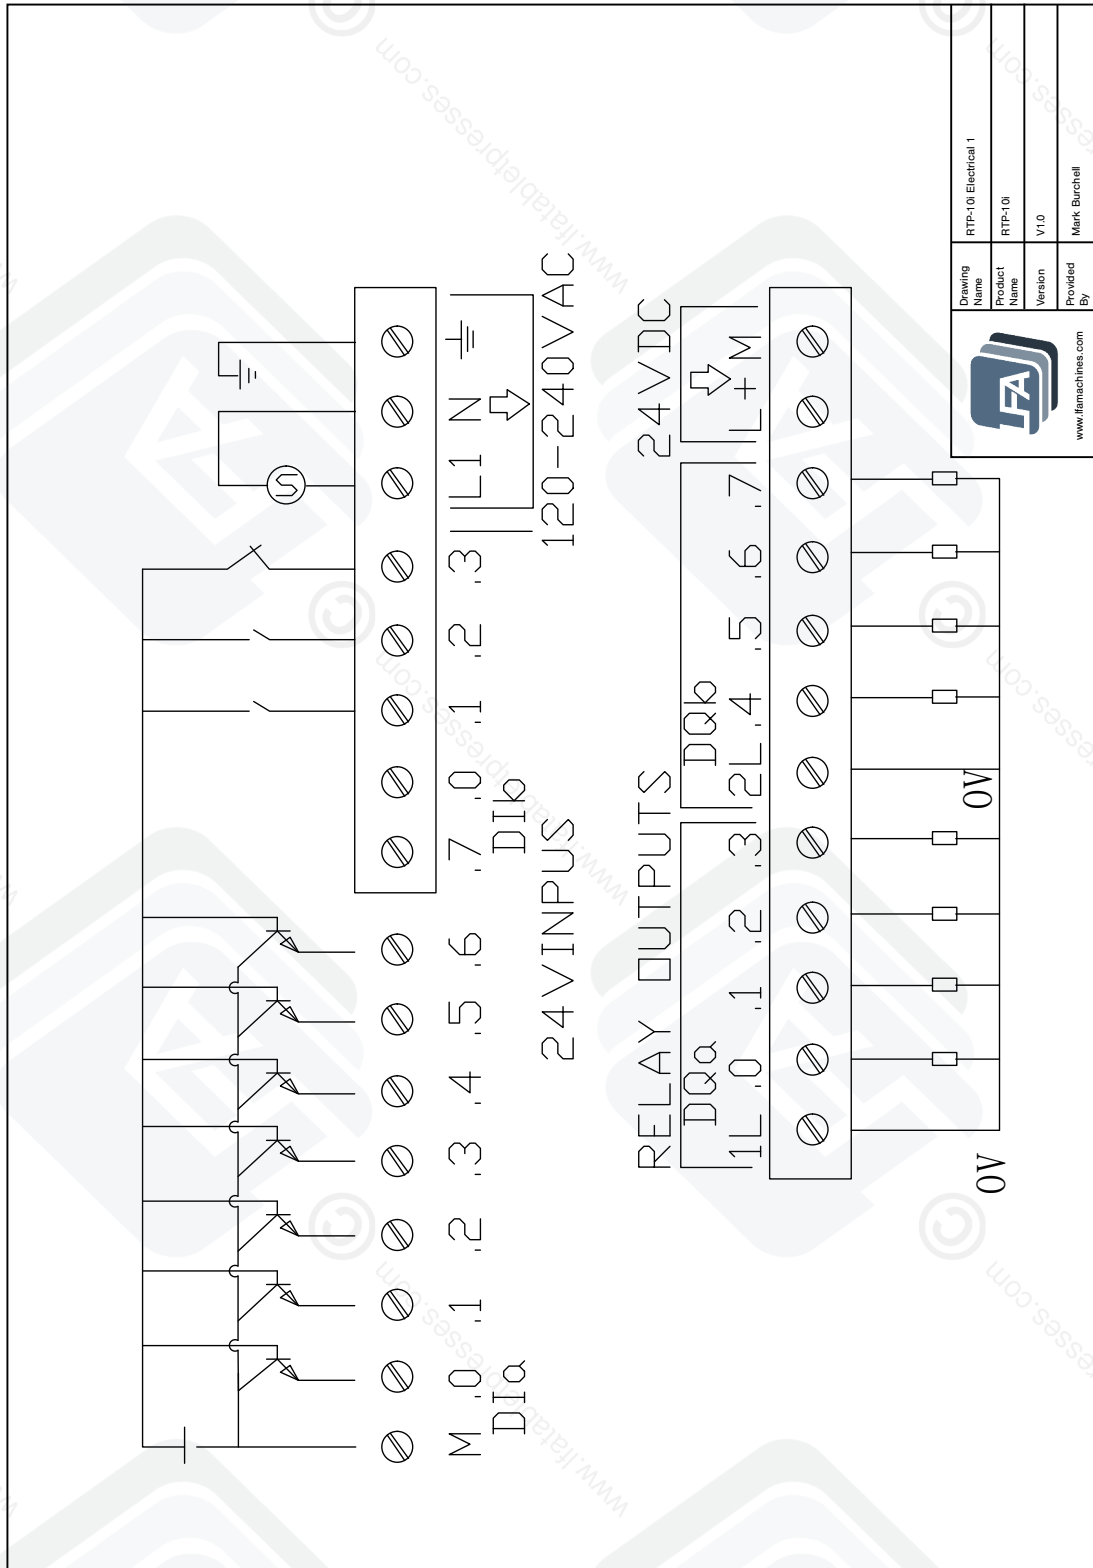 M .0 .1 .2 .3 .4 .5 .6 .7 .0 .1 .2 .3 L1 N
DIa
DIb
24VINPUS
120-240VAC
RELAY OUTPUTS
24VDC
DQa
DQb
1L .0 .1 .2 .3 2L .4 .5 .6 .7 L+ M
0V
0V
LFA
www.lfamachines.com
Drawing Name
RTP-10i Electrical 1
Product Name
RTP-10i
Version
V1.0
Provided By
Mark Burchell
© www.lfatabletpresses.com